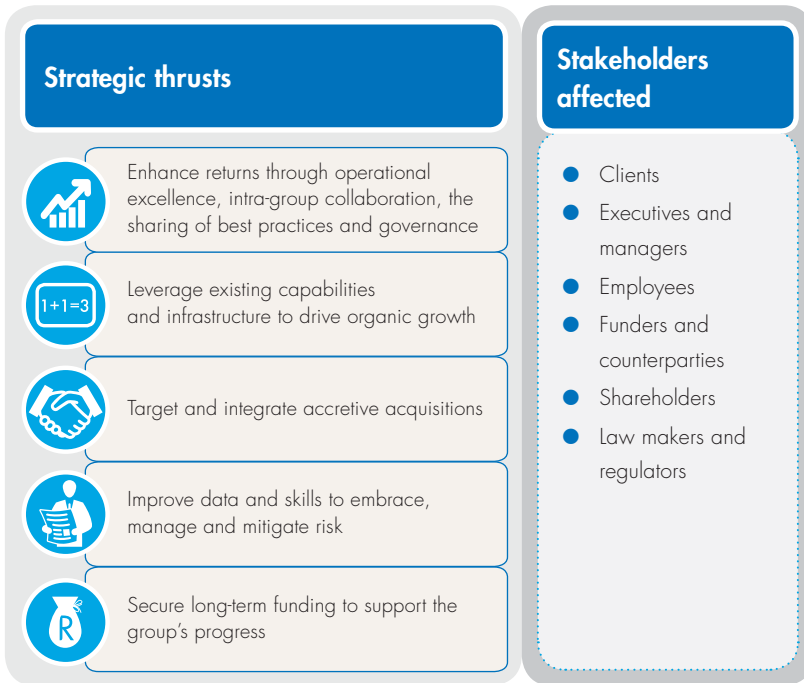 Strategic thrusts
Enhance returns through operational
excellence, intra-group collaboration, the
sharing of best practices and governance
1+1=3
Leverage existing capabilities
and infrastructure to drive organic growth
Target and integrate accretive acquisitions
Improve data and skills to embrace,
manage and mitigate risk
R
Secure long-term funding to support the
group’s progress
Stakeholders
affected
Clients
Executives and
managers
Employees
Funders and
counterparties
Shareholders
Law makers and
regulators